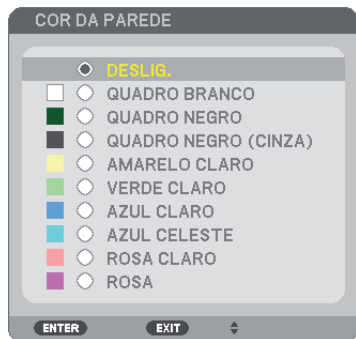 COR DA PAREDE
DESLIG.
QUADRO BRANCO
QUADRO NEGRO
QUADRO NEGRO (CINZA)
AMARELO CLARO
VERDE CLARO
AZUL CLARO
AZUL CELESTE
ROSA CLARO
ROSA
ENTER EXIT